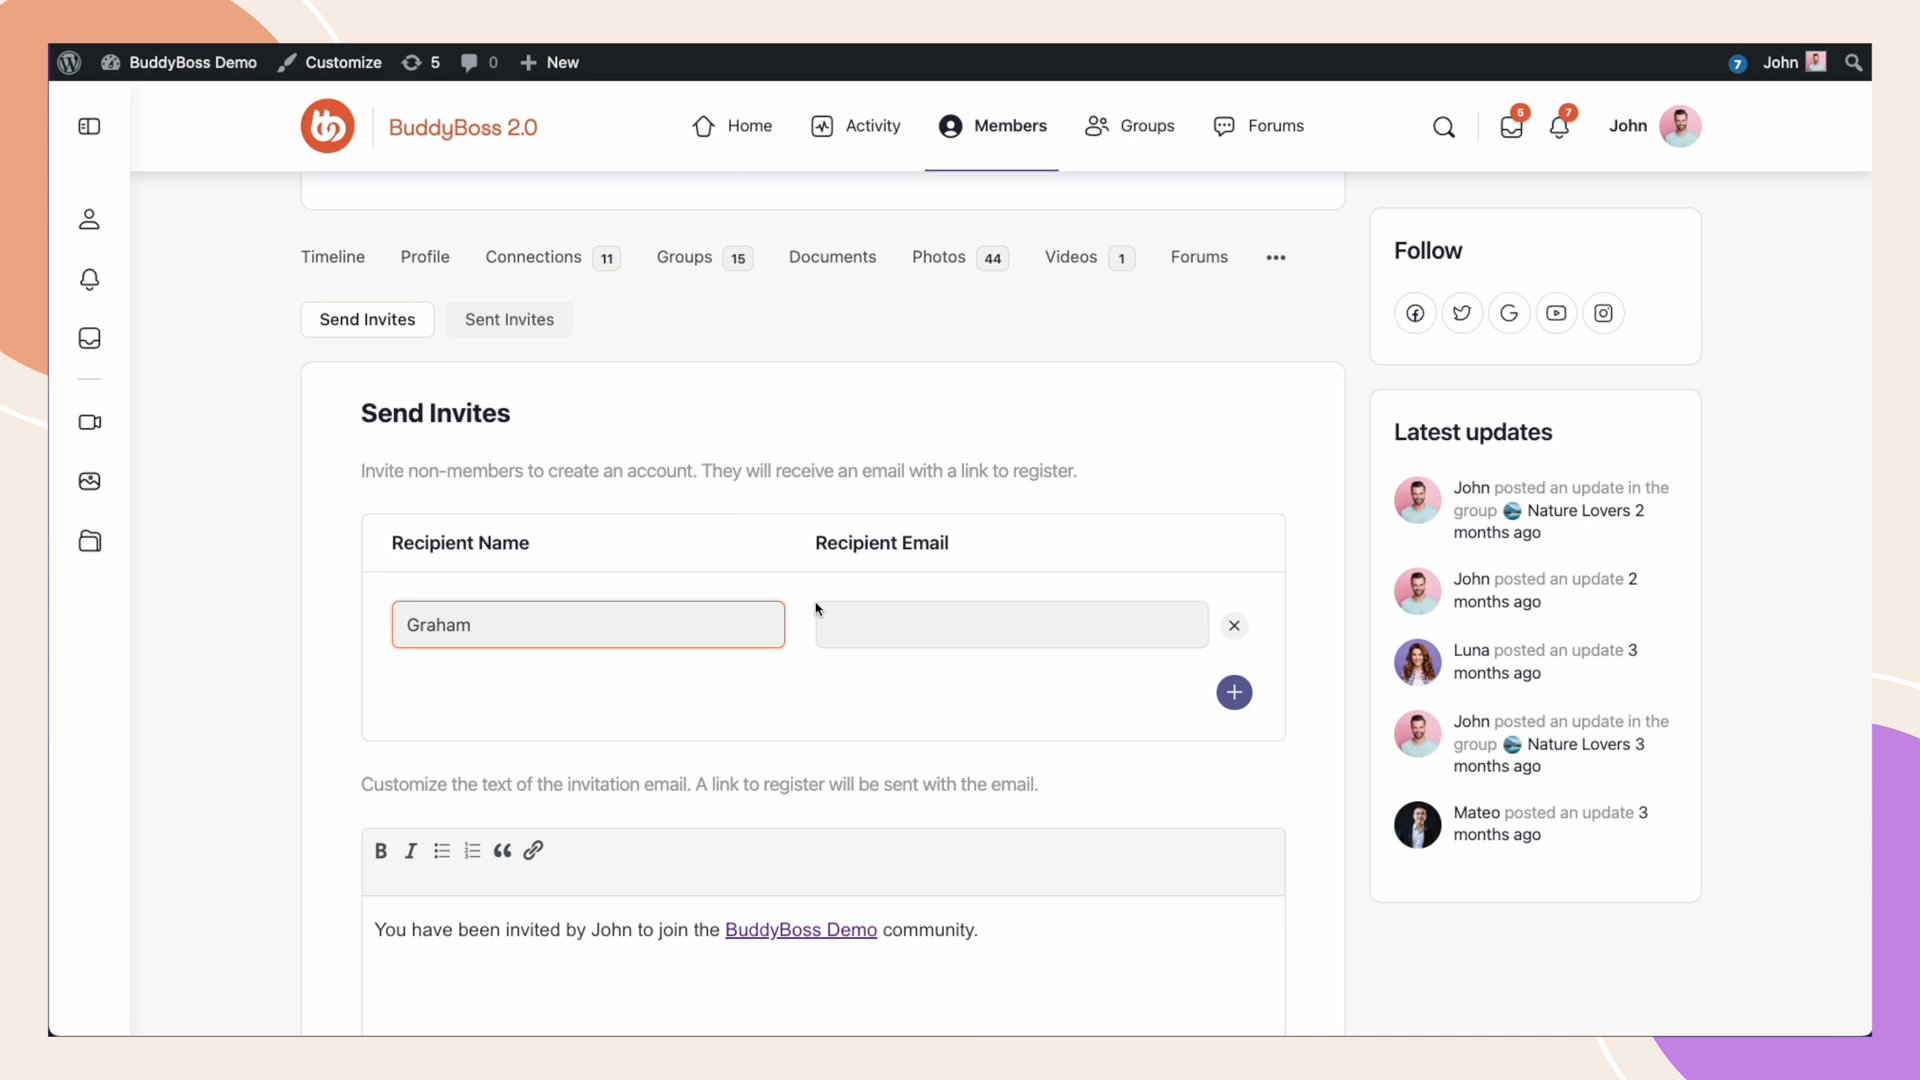 BuddyBoss Demo Customize 5 0 New 7 John
BuddyBoss 2.0 Home Activity Members Groups Forums 5 7 John
Timeline Profile Connections 11 Groups 15 Documents Photos 44 Videos 1 Forums
Send Invites Sent Invites
Send Invites
Invite non-members to create an account. They will receive an email with a link to register.
Recipient Name Recipient Email
Graham
Customize the text of the invitation email. A link to register will be sent with the email.
B I
You have been invited by John to join the BuddyBoss Demo community.
Follow
Latest updates
John posted an update in the
group Nature Lovers 2
months ago
John posted an update 2
months ago
Luna posted an update 3
months ago
John posted an update in the
group Nature Lovers 3
months ago
Mateo posted an update 3
months ago